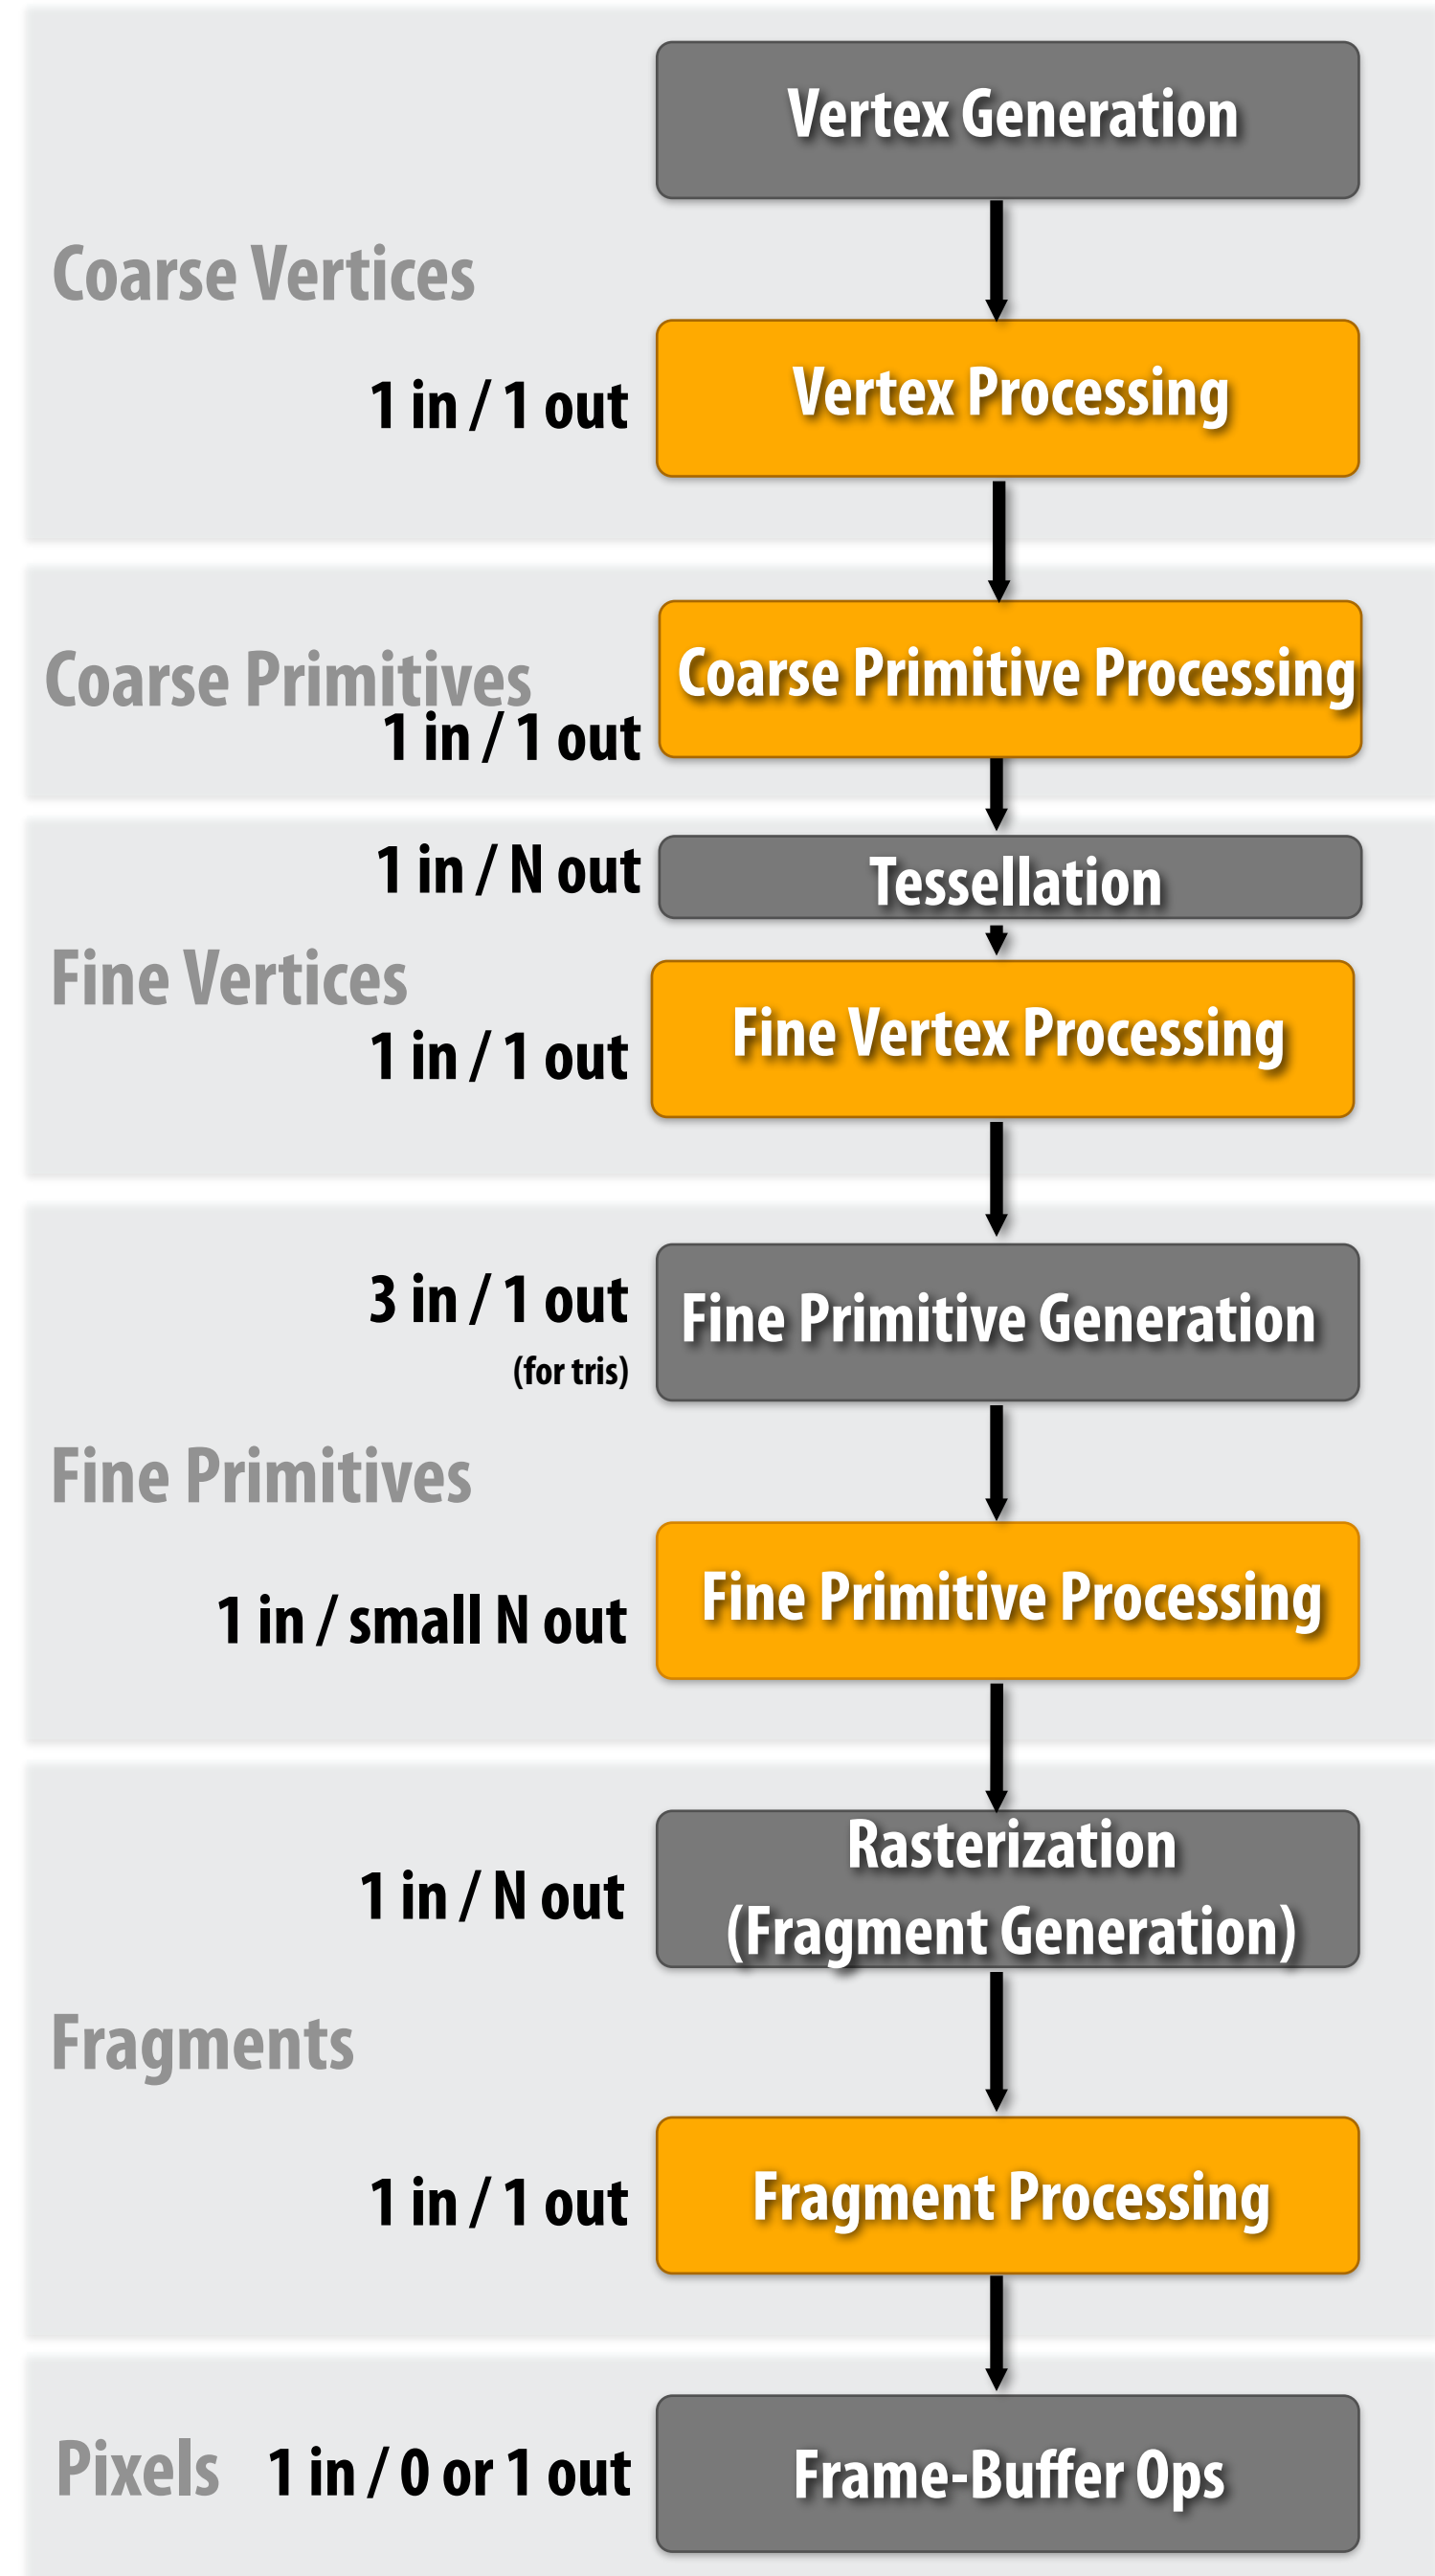 Vertex Generation
Coarse Vertices
1 in / 1 out
Vertex Processing
Coarse Primitives
1 in / 1 out
Coarse Primitive Processing
1 in / N out
Tessellation
Fine Vertices
1 in / 1 out
Fine Vertex Processing
3 in / 1 out
(for tris)
Fine Primitive Generation
Fine Primitives
1 in / small N out
Fine Primitive Processing
1 in / N out
Rasterization
(Fragment Generation)
Fragments
1 in / 1 out
Fragment Processing
Pixels
1 in / 0 or 1 out
Frame-Buffer Ops